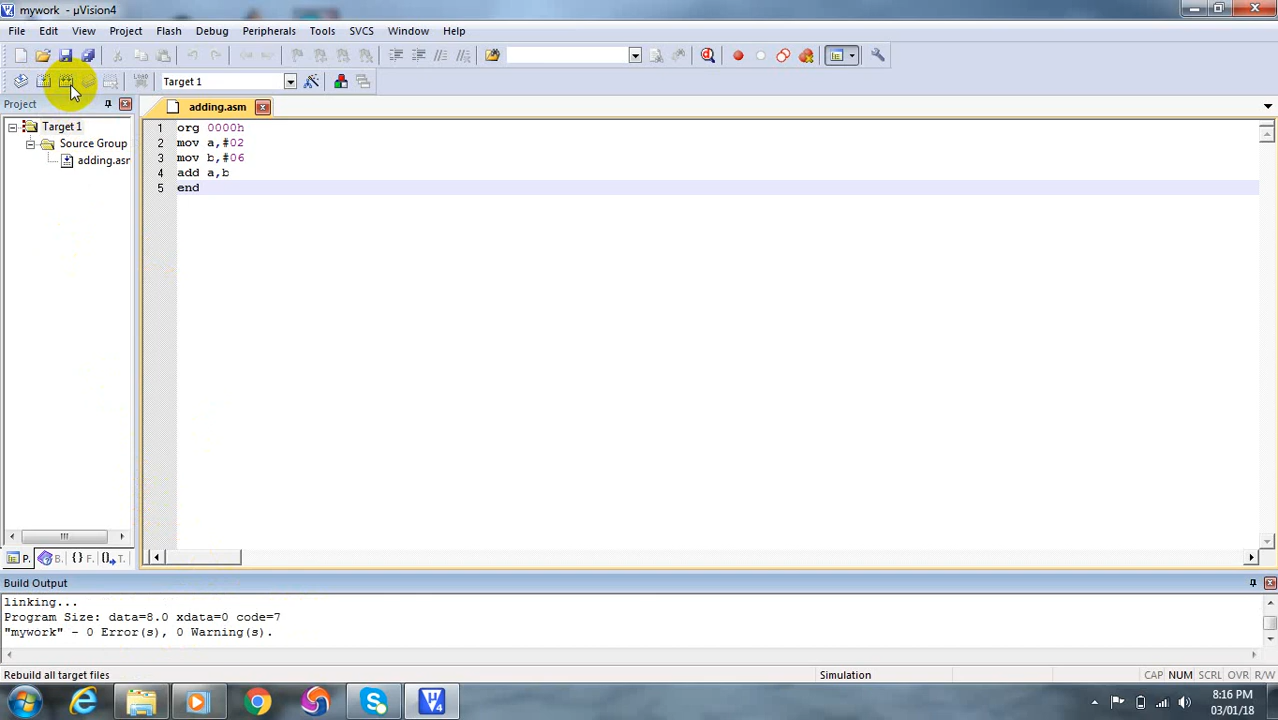 mywork - µVision4
File Edit View Project Flash Debug Peripherals Tools SVCS Window Help
LOAD Target 1
Project
adding.asm
Target 1
Source Group
adding.asn
1 org 0000h
2 mov a,#02
3 mov b,#06
4 add a,b
5 end
P. B. {} F. T.
Build Output
linking...
Program Size: data=8.0 xdata=0 code=7
"mywork" - 0 Error(s), 0 Warning(s).
Rebuild all target files Simulation CAP NUM SCRL OVR R/W
8:16 PM
03/01/18